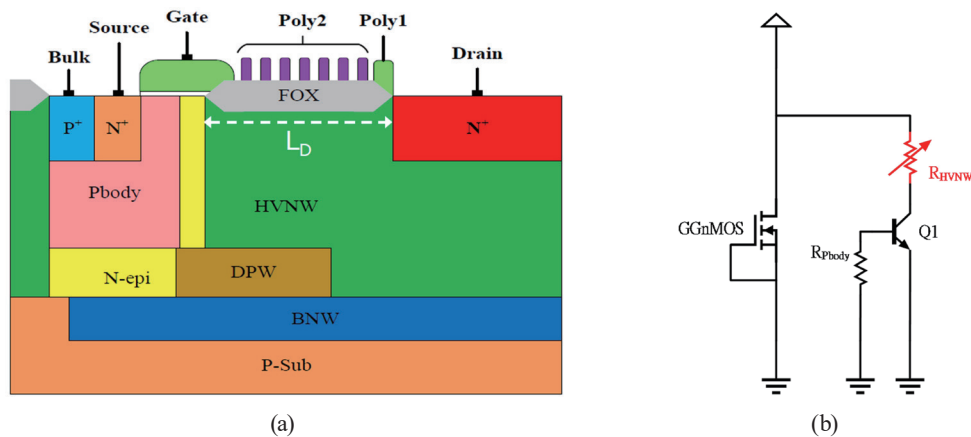 Poly2
Poly1
Gate
Source
Bulk
Drain
FOX
P+
N+
N+
LD
Pbody
HVNW
N-epi
DPW
BNW
P-Sub
(a)
RHVNW
GGnMOS
Q1
RPbody
(b)